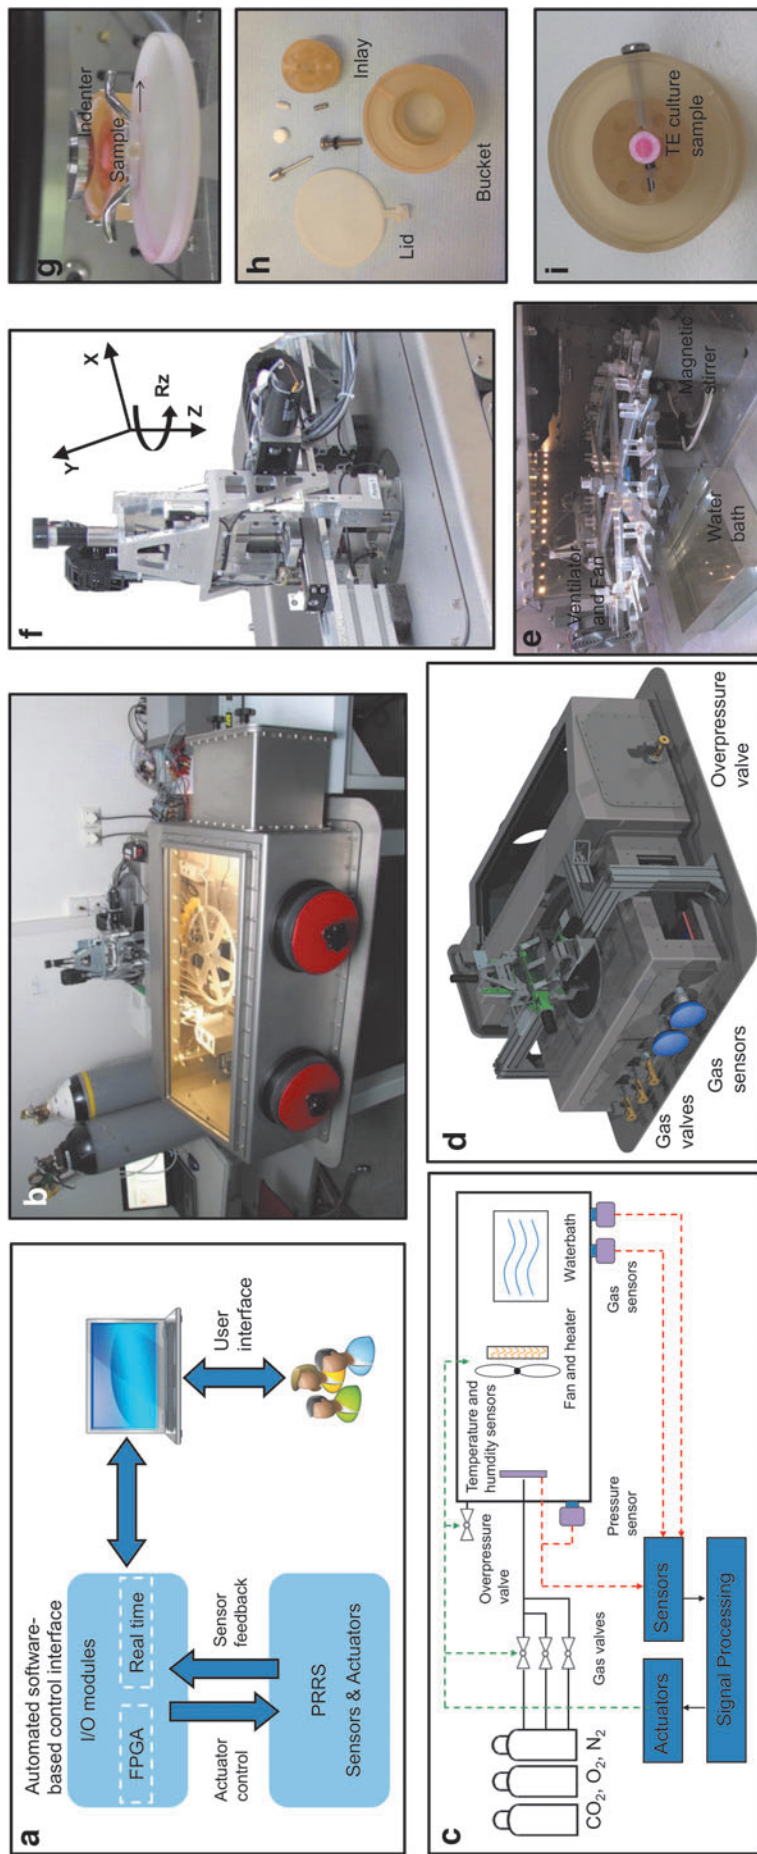 a
Automated software-
based control interface
I/O modules
FPGA
Real time
Actuator
control
Sensor
feedback
PRRS
Sensors & Actuators
User
interface
b
c
CO2, O2, N2
Gas valves
Overpressure
valve
Temperature and
humdity sensors
Fan and heater
Waterbath
Pressure
sensor
Gas
sensors
Actuators
Sensors
Signal Processing
d
Gas
valves
Gas sensors
Overpressure
valve
e
Ventilator
and Fan
Water
bath
Magnetic
stirrer
f
Y
X
Rz
Z
g
Indenter
Sample
h
Lid
Inlay
Bucket
i
TE culture
sample